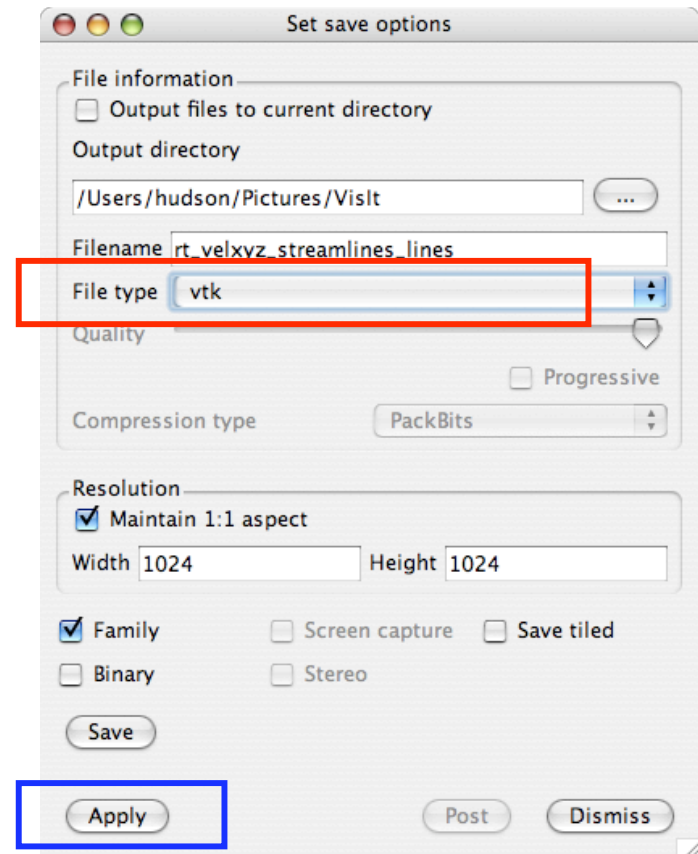 Set save options
File information
Output files to current directory
Output directory
/Users/hudson/Pictures/VisIt
...
Filename rt_velxyz_streamlines_lines
File type vtk
Quality
Progressive
Compression type PackBits
Resolution
Maintain 1:1 aspect
Width 1024 Height 1024
Family Screen capture Save tiled
Binary Stereo
Save
Apply Post Dismiss